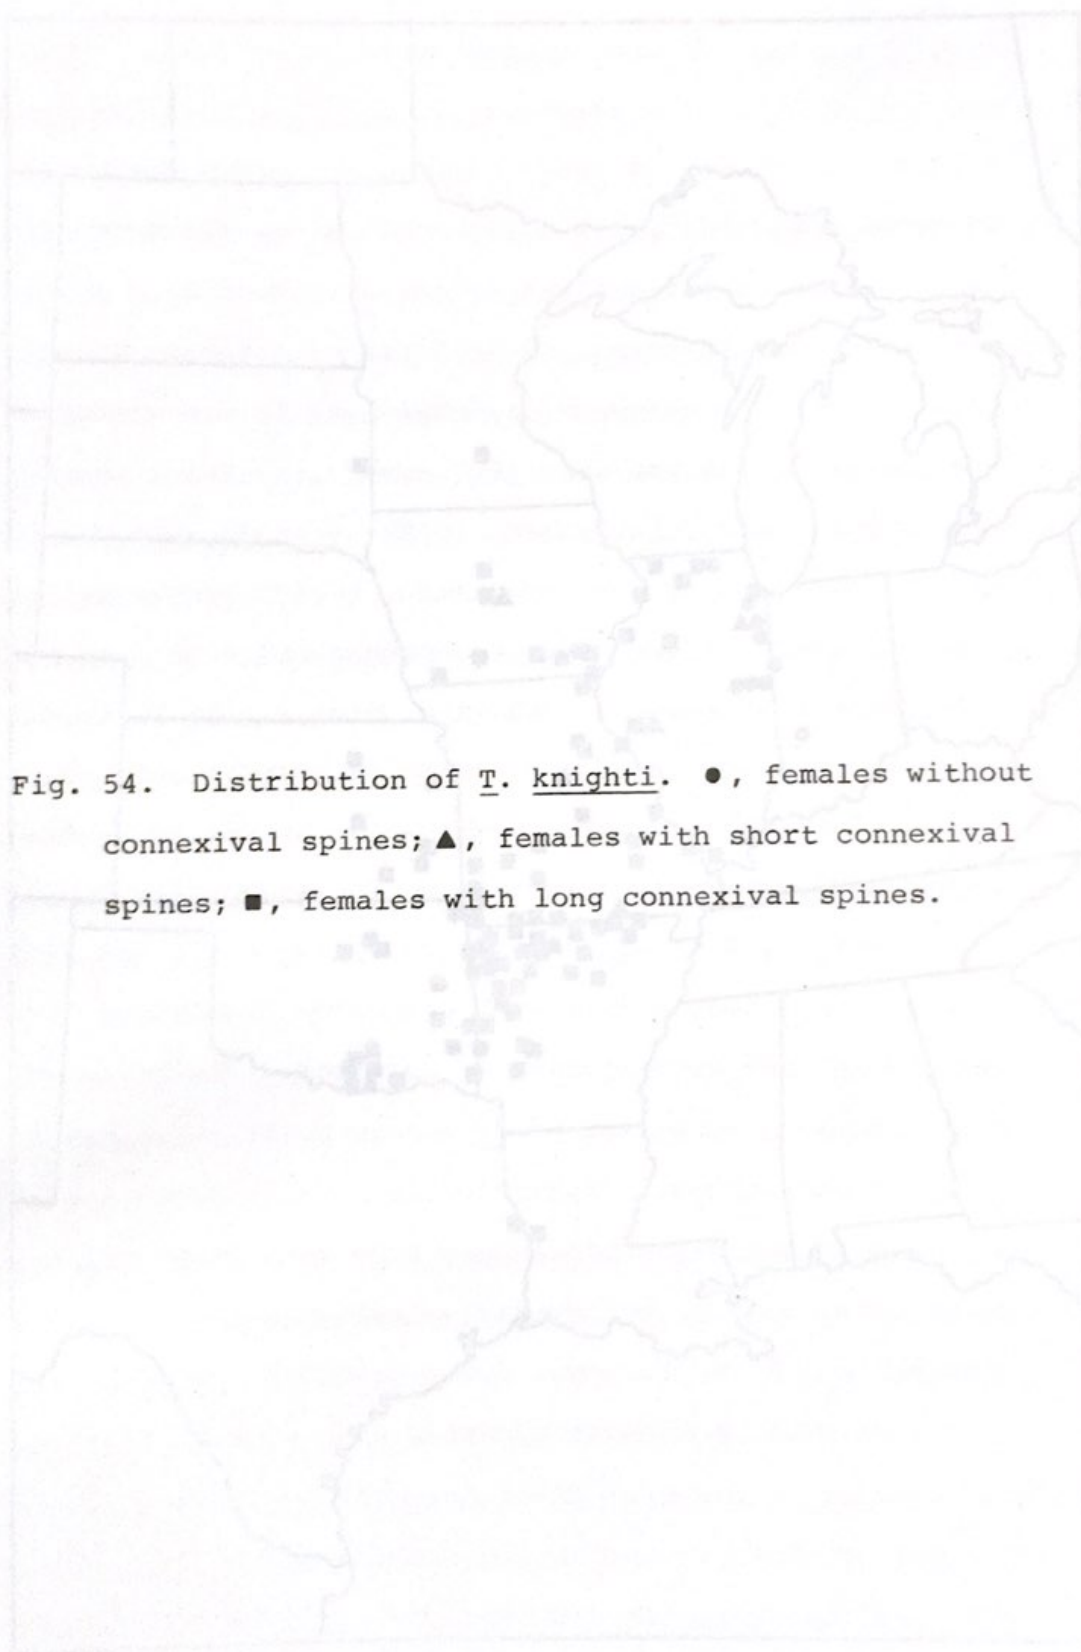 Fig. 54. Distribution of T. knighti. ●, females without
connexival spines; ▲, females with short connexival
spines; ■, females with long connexival spines.